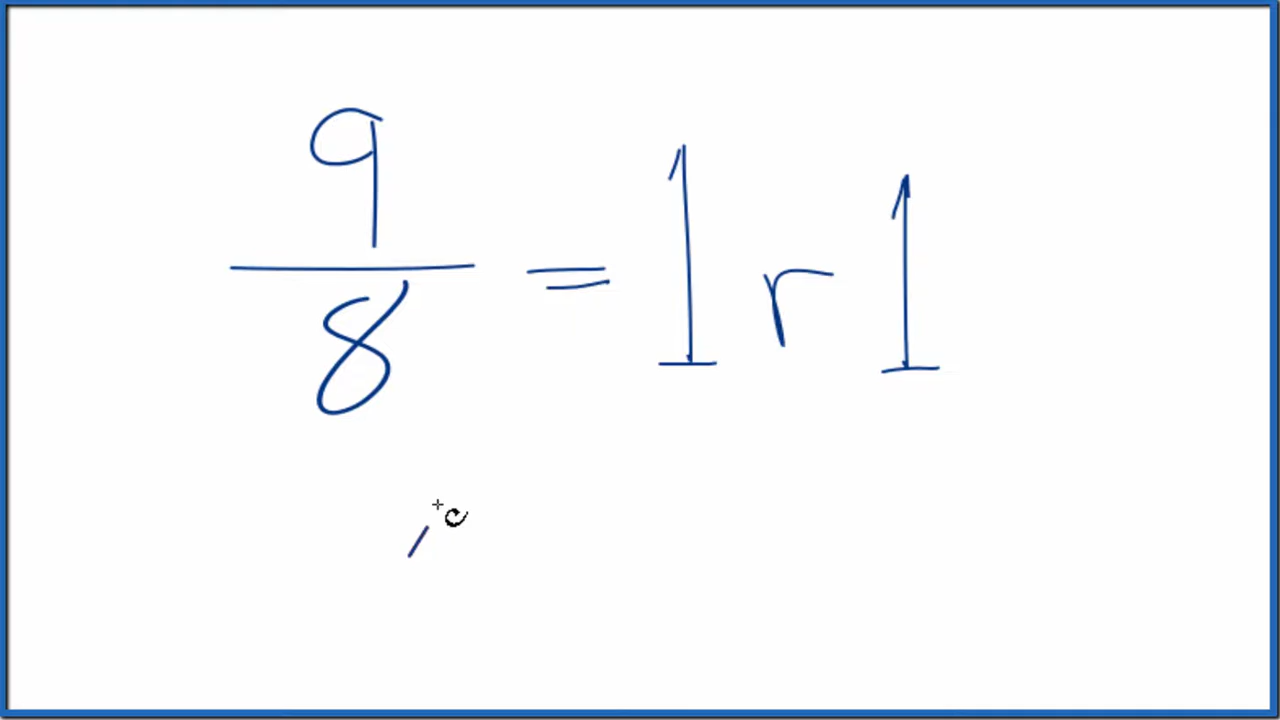 9/8 = 1 r 1